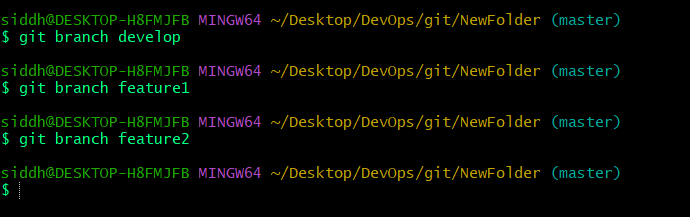 siddh@DESKTOP-H8FMJFB MINGW64 ~/Desktop/DevOps/git/NewFolder (master)
$ git branch develop
siddh@DESKTOP-H8FMJFB MINGW64 ~/Desktop/DevOps/git/NewFolder (master)
$ git branch feature1
siddh@DESKTOP-H8FMJFB MINGW64 ~/Desktop/DevOps/git/NewFolder (master)
$ git branch feature2
siddh@DESKTOP-H8FMJFB MINGW64 ~/Desktop/DevOps/git/NewFolder (master)
$